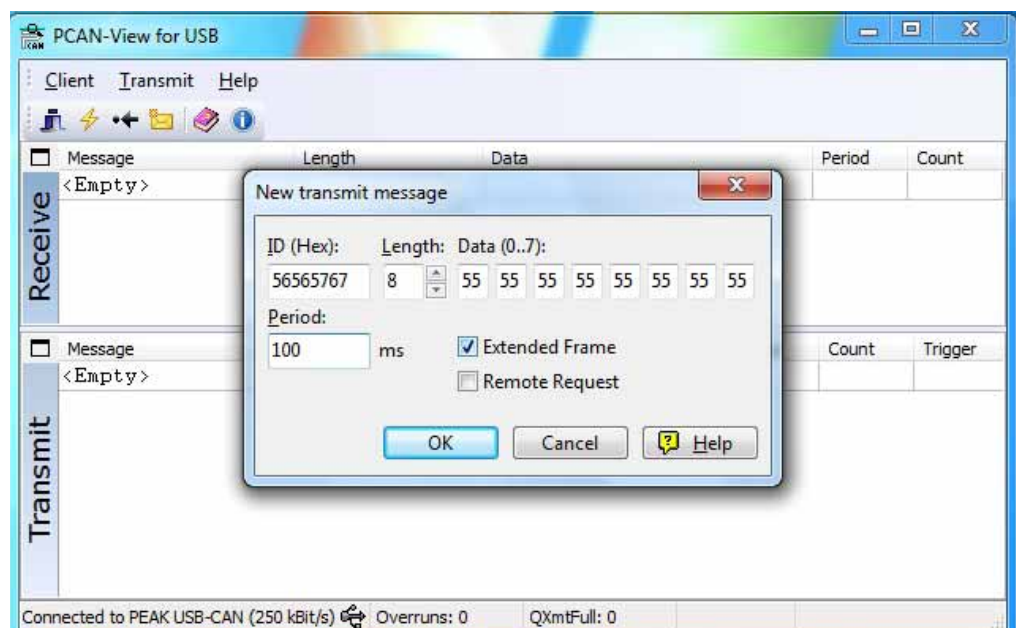 PCAN-View for USB
Client Transmit Help
Message Length Data Period Count
<Empty>
Receive
New transmit message
ID (Hex): Length: Data (0..7):
56565767 8 55 55 55 55 55 55 55 55
Period:
100 ms Extended Frame
Remote Request
OK Cancel Help
Message Count Trigger
<Empty>
Transmit
Connected to PEAK USB-CAN (250 kBit/s) Overruns: 0 QXmtFull: 0